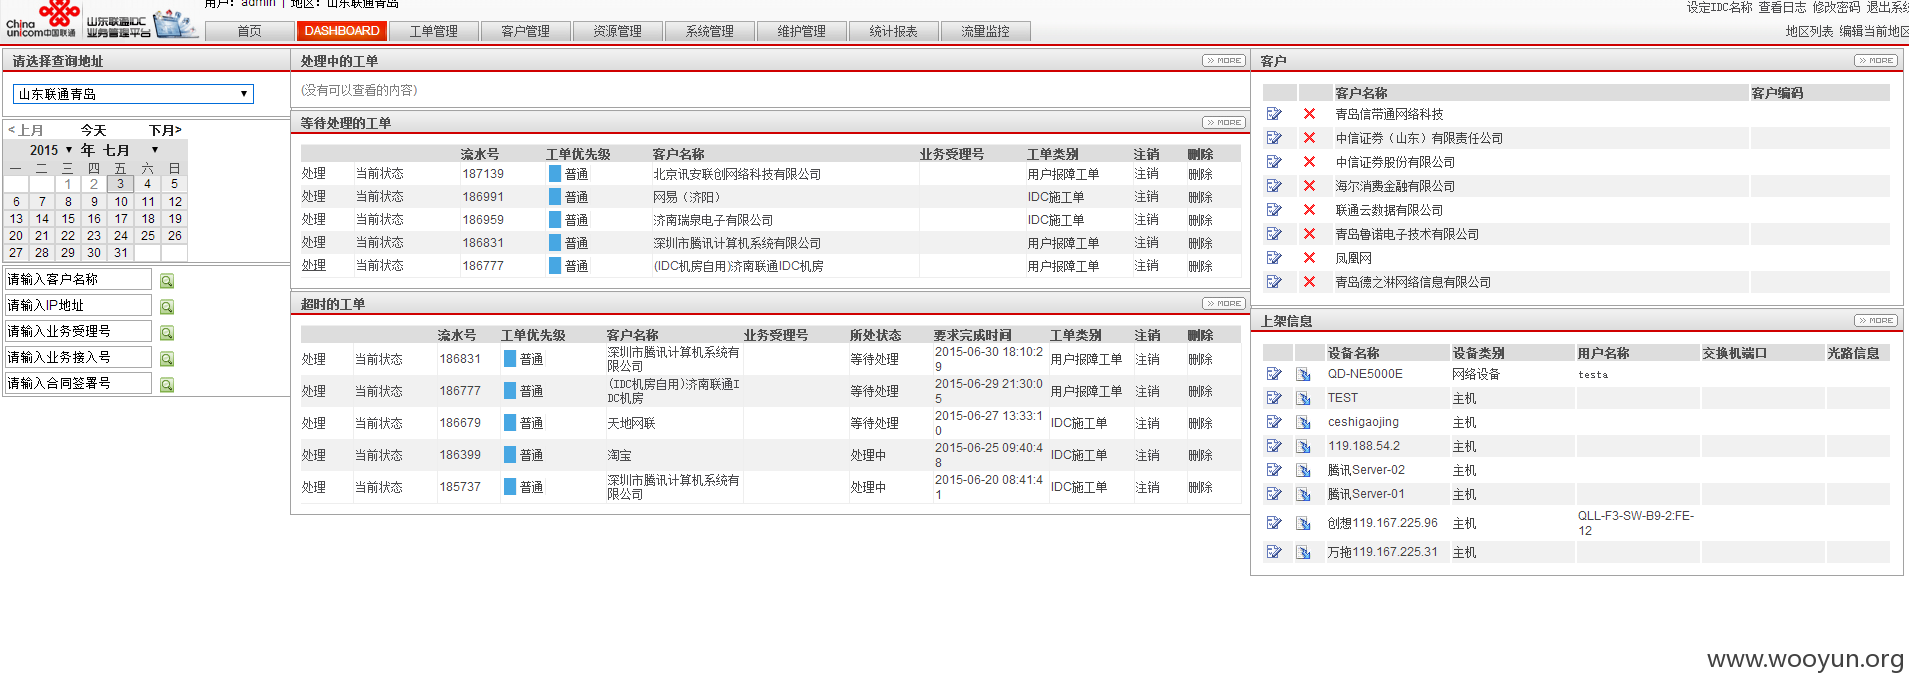 China
unicom中国联通
山东联通IDC
业务管理平台
用户：admin | 地区：山东联通青岛
设定IDC名称 查看日志 修改密码 退出系统
首页 DASHBOARD 工单管理 客户管理 资源管理 系统管理 维护管理 统计报表 流量监控
地区列表 编辑当前地区
请选择查询地址
山东联通青岛
<上月 今天 下月>
2015 年 七月
一 二 三 四 五 六 日
1 2 3 4 5
6 7 8 9 10 11 12
13 14 15 16 17 18 19
20 21 22 23 24 25 26
27 28 29 30 31
请输入客户名称
请输入IP地址
请输入业务受理号
请输入业务接入号
请输入合同签署号
处理中的工单 >> MORE
(没有可以查看的内容)
等待处理的工单 >> MORE
流水号 工单优先级 客户名称 业务受理号 工单类别 注销 删除
处理 当前状态 187139 普通 北京讯安联创网络科技有限公司 用户报障工单 注销 删除
处理 当前状态 186991 普通 网易（济阳） IDC施工单 注销 删除
处理 当前状态 186959 普通 济南瑞泉电子有限公司 IDC施工单 注销 删除
处理 当前状态 186831 普通 深圳市腾讯计算机系统有限公司 用户报障工单 注销 删除
处理 当前状态 186777 普通 (IDC机房自用)济南联通IDC机房 用户报障工单 注销 删除
超时的工单 >> MORE
流水号 工单优先级 客户名称 业务受理号 所处状态 要求完成时间 工单类别 注销 删除
处理 当前状态 186831 普通 深圳市腾讯计算机系统有限公司 等待处理 2015-06-30 18:10:29 用户报障工单 注销 删除
处理 当前状态 186777 普通 (IDC机房自用)济南联通IDC机房 等待处理 2015-06-29 21:30:05 用户报障工单 注销 删除
处理 当前状态 186679 普通 天地网联 等待处理 2015-06-27 13:33:10 IDC施工单 注销 删除
处理 当前状态 186399 普通 淘宝 处理中 2015-06-25 09:40:48 IDC施工单 注销 删除
处理 当前状态 185737 普通 深圳市腾讯计算机系统有限公司 处理中 2015-06-20 08:41:41 IDC施工单 注销 删除
客户 >> MORE
客户名称 客户编码
青岛信带通网络科技
中信证券（山东）有限责任公司
中信证券股份有限公司
海尔消费金融有限公司
联通云数据有限公司
青岛鲁诺电子技术有限公司
凤凰网
青岛德之淋网络信息有限公司
上架信息 >> MORE
设备名称 设备类别 用户名称 交换机端口 光路信息
QD-NE5000E 网络设备 testa
TEST 主机
ceshigaojing 主机
119.188.54.2 主机
腾讯Server-02 主机
腾讯Server-01 主机
创想119.167.225.96 主机 QLL-F3-SW-B9-2:FE-12
万拖119.167.225.31 主机
www.wooyun.org